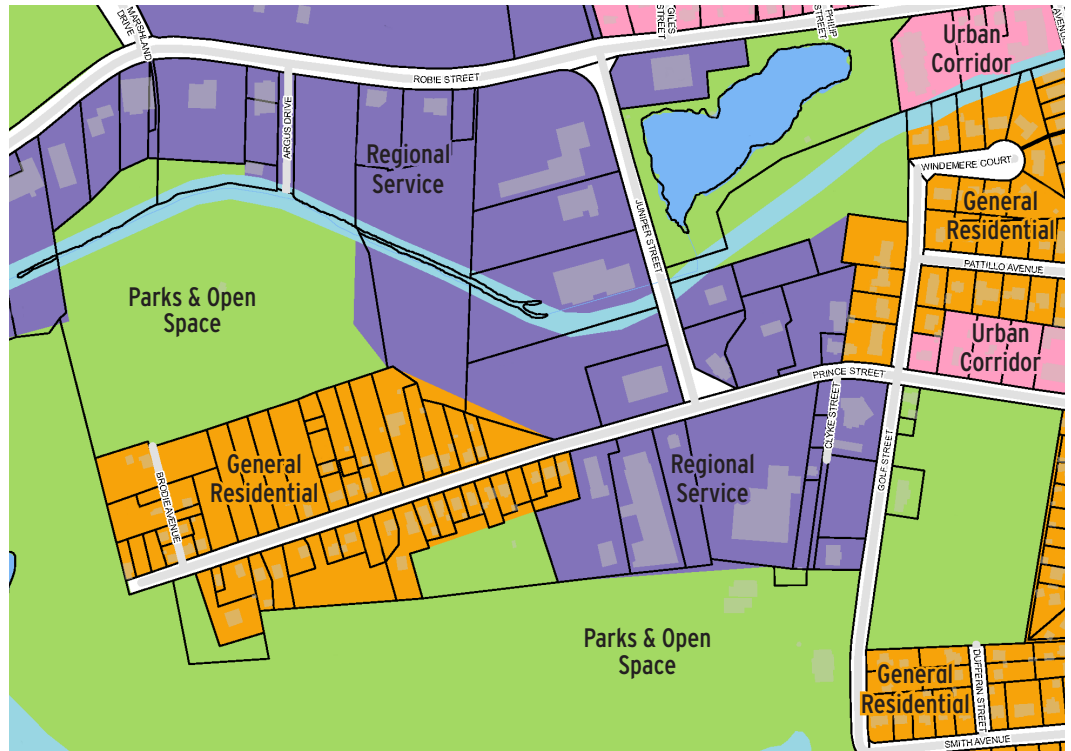 MARSHLAND
DRIVE
GILES
STREET
PHILIP
STREET
AVENUE
Urban
Corridor
ROBIE STREET
ARGUS DRIVE
Regional
Service
WINDEMERE COURT
JUNIPER STREET
General
Residential
PATTILLO AVENUE
Parks & Open
Space
Urban
Corridor
PRINCE STREET
CLYKE STREET
GOLF STREET
General
Residential
BRODIE AVENUE
Regional
Service
Parks & Open
Space
General
Residential
DUFFERIN STREET
SMITH AVENUE